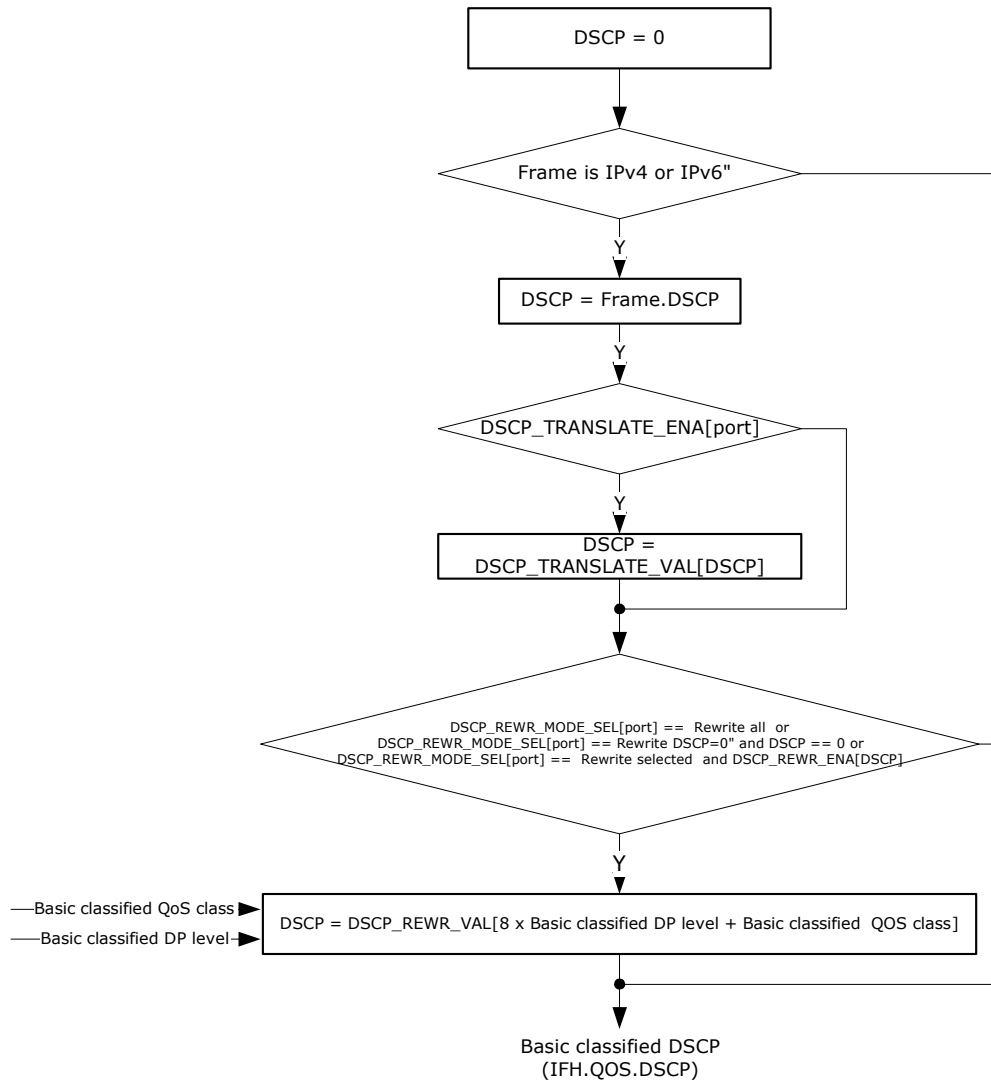 DSCP = 0
Frame is IPv4 or IPv6"
Y
DSCP = Frame.DSCP
Y
DSCP_TRANSLATE_ENA[port]
Y
DSCP =
DSCP_TRANSLATE_VAL[DSCP]
DSCP_REWR_MODE_SEL[port] == Rewrite all or
DSCP_REWR_MODE_SEL[port] == Rewrite DSCP=0" and DSCP == 0 or
DSCP_REWR_MODE_SEL[port] == Rewrite selected and DSCP_REWR_ENA[DSCP]
Y
Basic classified QoS class
DSCP = DSCP_REWR_VAL[8 x Basic classified DP level + Basic classified QOS class]
Basic classified DP level
Basic classified DSCP
(IFH.QOS.DSCP)